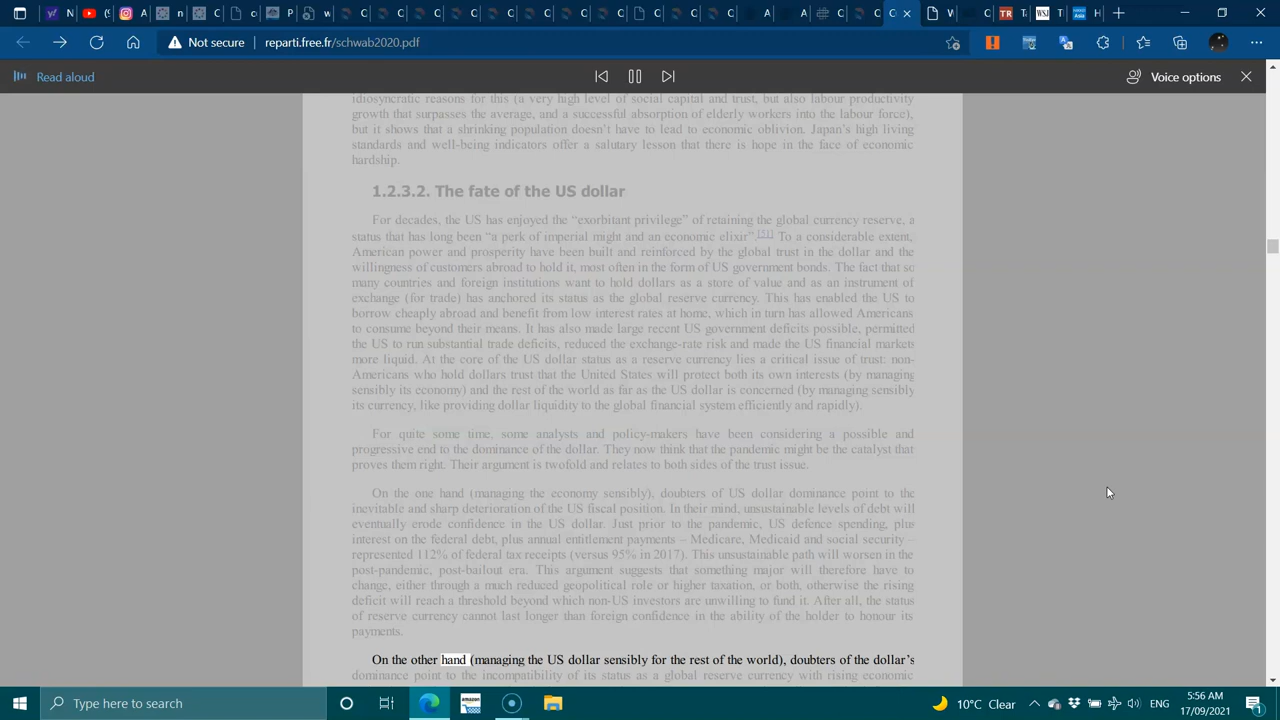 N
S
A
n
C
P
w
C
C
C
C
C
C
C
C
A
A
C
C
W
C
TR
T
WSJ
T
Asia
H
Not secure
reparti.free.fr/schwab2020.pdf
Read aloud
Voice options
idiosyncratic reasons for this (a very high level of social capital and trust, but also labour productivity
growth that surpasses the average, and a successful absorption of elderly workers into the labour force),
but it shows that a shrinking population doesn't have to lead to economic oblivion. Japan's high living
standards and well-being indicators offer a salutary lesson that there is hope in the face of economic
hardship.
1.2.3.2. The fate of the US dollar
For decades, the US has enjoyed the “exorbitant privilege” of retaining the global currency reserve, a
status that has long been “a perk of imperial might and an economic elixir”.[51] To a considerable extent,
American power and prosperity have been built and reinforced by the global trust in the dollar and the
willingness of customers abroad to hold it, most often in the form of US government bonds. The fact that so
many countries and foreign institutions want to hold dollars as a store of value and as an instrument of
exchange (for trade) has anchored its status as the global reserve currency. This has enabled the US to
borrow cheaply abroad and benefit from low interest rates at home, which in turn has allowed Americans
to consume beyond their means. It has also made large recent US government deficits possible, permitted
the US to run substantial trade deficits, reduced the exchange-rate risk and made the US financial markets
more liquid. At the core of the US dollar status as a reserve currency lies a critical issue of trust: non-
Americans who hold dollars trust that the United States will protect both its own interests (by managing
sensibly its economy) and the rest of the world as far as the US dollar is concerned (by managing sensibly
its currency, like providing dollar liquidity to the global financial system efficiently and rapidly).
For quite some time, some analysts and policy-makers have been considering a possible and
progressive end to the dominance of the dollar. They now think that the pandemic might be the catalyst that
proves them right. Their argument is twofold and relates to both sides of the trust issue.
On the one hand (managing the economy sensibly), doubters of US dollar dominance point to the
inevitable and sharp deterioration of the US fiscal position. In their mind, unsustainable levels of debt will
eventually erode confidence in the US dollar. Just prior to the pandemic, US defence spending, plus
interest on the federal debt, plus annual entitlement payments – Medicare, Medicaid and social security –
represented 112% of federal tax receipts (versus 95% in 2017). This unsustainable path will worsen in the
post-pandemic, post-bailout era. This argument suggests that something major will therefore have to
change, either through a much reduced geopolitical role or higher taxation, or both, otherwise the rising
deficit will reach a threshold beyond which non-US investors are unwilling to fund it. After all, the status
of reserve currency cannot last longer than foreign confidence in the ability of the holder to honour its
payments.
On the other hand (managing the US dollar sensibly for the rest of the world), doubters of the dollar's
dominance point to the incompatibility of its status as a global reserve currency with rising economic
Type here to search
amazon
10°C Clear
5:56 AM
17/09/2021